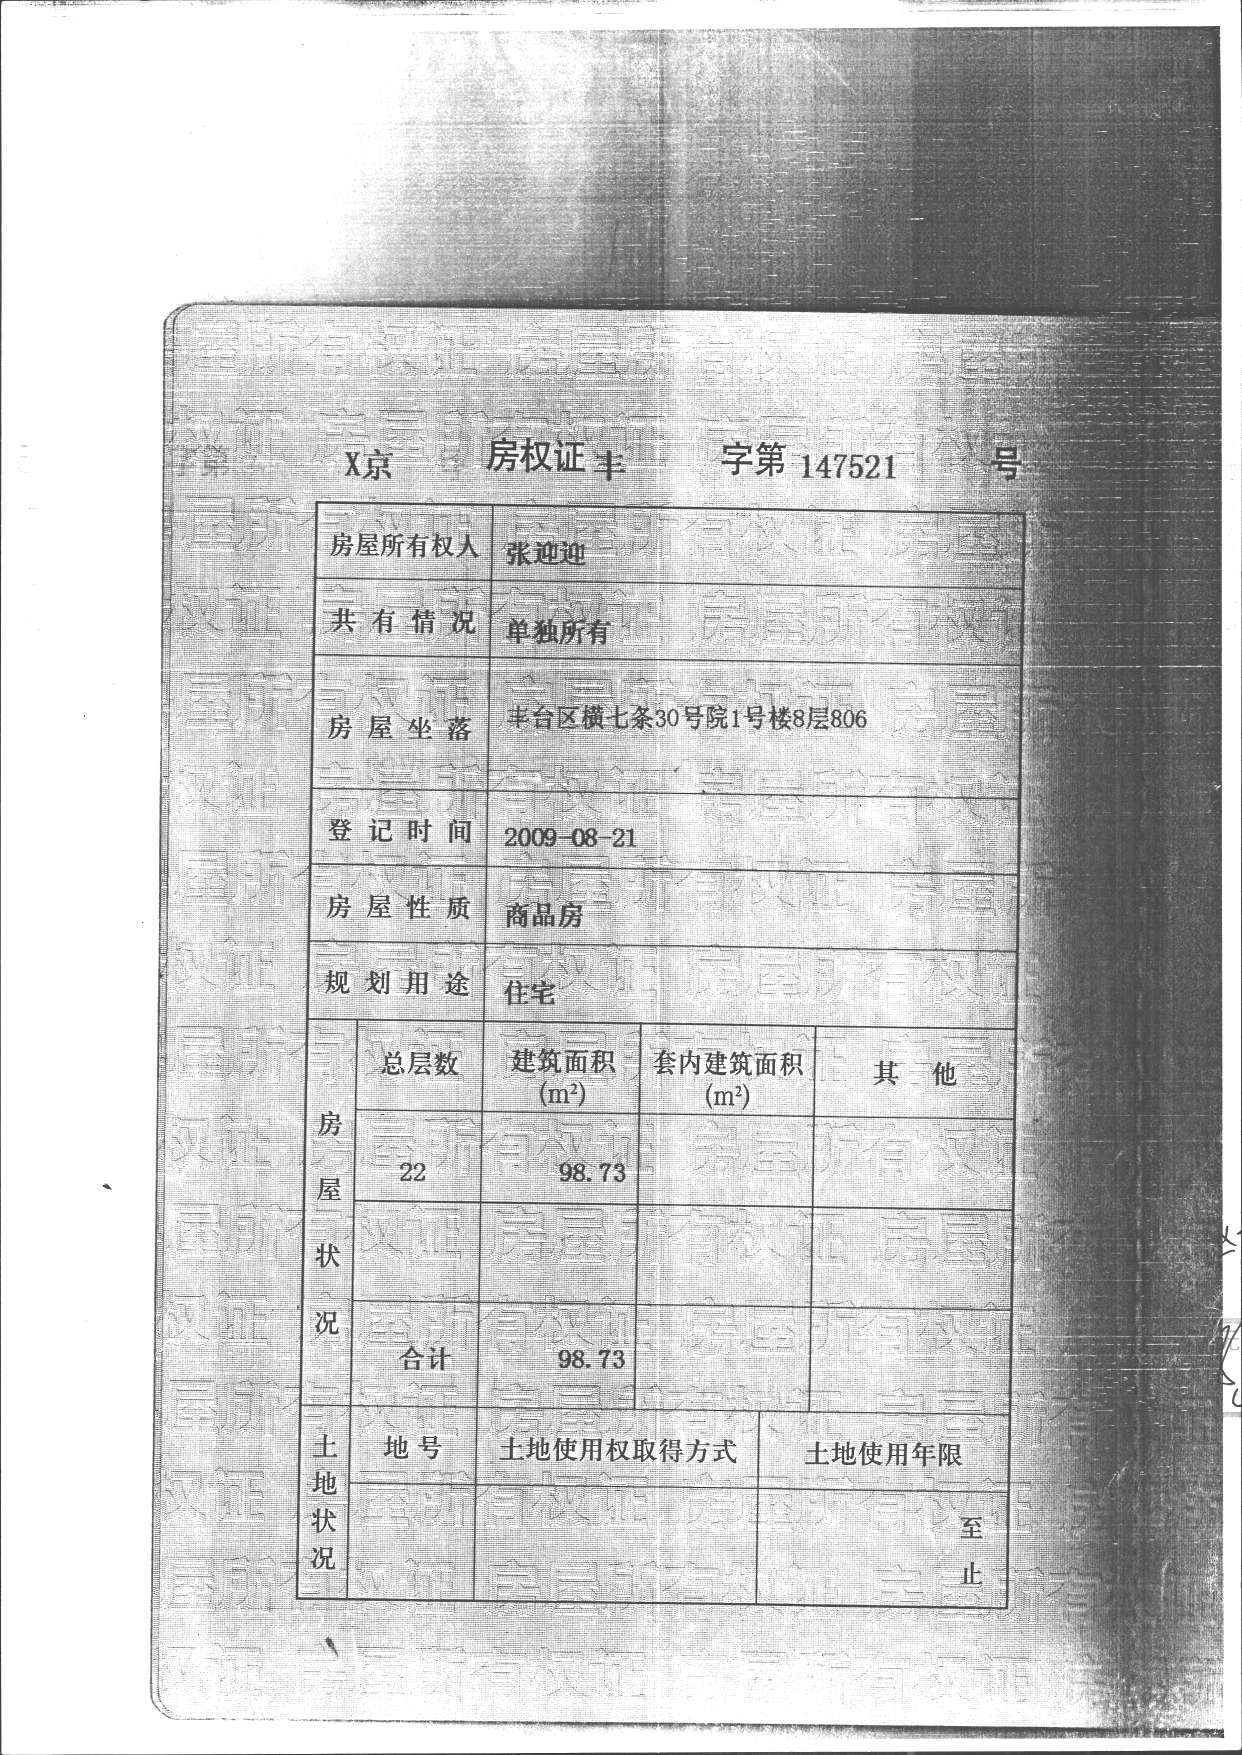 X京 房权证 丰 字第 147521 号
房屋所有权人 张迎迎
共有情况 单独所有
房屋坐落 丰台区横七条30号院1号楼8层806
登记时间 2009-08-21
房屋性质 商品房
规划用途 住宅
房屋状况
总层数 建筑面积(m²) 套内建筑面积(m²) 其他
22 98.73
合计 98.73
土地状况
地号 土地使用权取得方式 土地使用年限
至
止